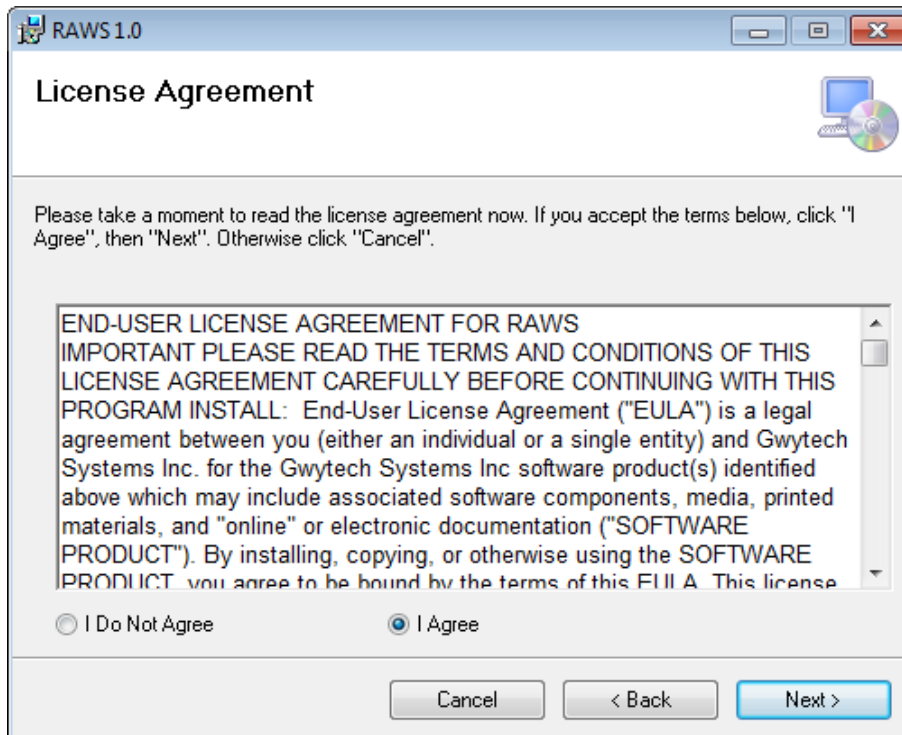 RAWS 1.0
License Agreement
Please take a moment to read the license agreement now. If you accept the terms below, click "I
Agree", then "Next". Otherwise click "Cancel".
END-USER LICENSE AGREEMENT FOR RAWS
IMPORTANT PLEASE READ THE TERMS AND CONDITIONS OF THIS
LICENSE AGREEMENT CAREFULLY BEFORE CONTINUING WITH THIS
PROGRAM INSTALL:  End-User License Agreement ("EULA") is a legal
agreement between you (either an individual or a single entity) and Gwytech
Systems Inc. for the Gwytech Systems Inc software product(s) identified
above which may include associated software components, media, printed
materials, and "online" or electronic documentation ("SOFTWARE
PRODUCT"). By installing, copying, or otherwise using the SOFTWARE
PRODUCT, you agree to be bound by the terms of this EULA. This license
I Do Not Agree
I Agree
Cancel
< Back
Next >